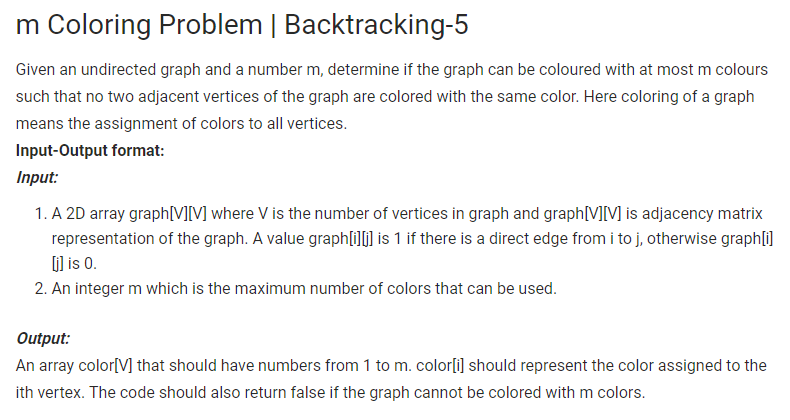 m Coloring Problem | Backtracking-5
Given an undirected graph and a number m, determine if the graph can be coloured with at most m colours
such that no two adjacent vertices of the graph are colored with the same color. Here coloring of a graph
means the assignment of colors to all vertices.
Input-Output format:
Input:
1. A 2D array graph[V][V] where V is the number of vertices in graph and graph[V][V] is adjacency matrix
representation of the graph. A value graph[i][j] is 1 if there is a direct edge from i to j, otherwise graph[i]
[j] is 0.
2. An integer m which is the maximum number of colors that can be used.
Output:
An array color[V] that should have numbers from 1 to m. color[i] should represent the color assigned to the
ith vertex. The code should also return false if the graph cannot be colored with m colors.